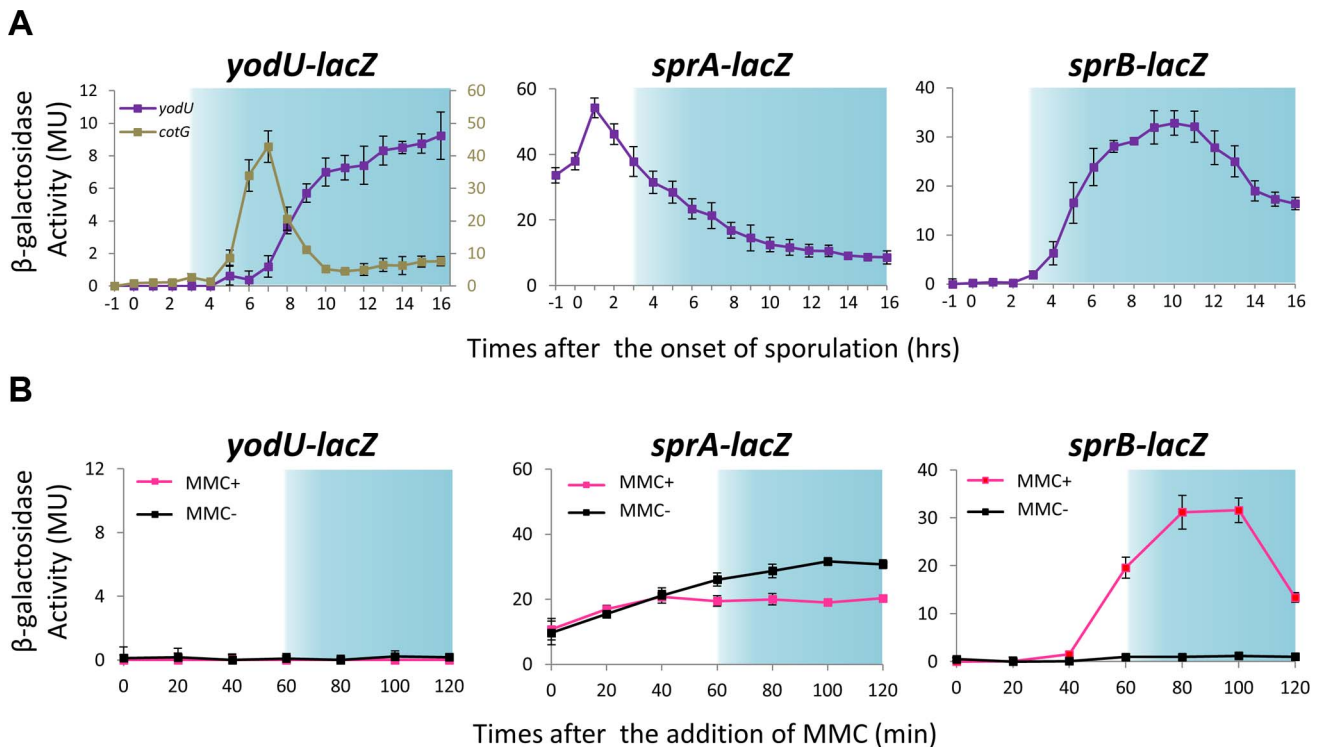 A
yodU-lacZ
sprA-lacZ
sprB-lacZ
β-galactosidase
Activity (MU)
yodU
cotG
12
10
8
6
4
2
0
60
50
40
30
20
10
0
-1 0 2 4 6 8 10 12 14 16
60
40
20
0
-1 0 2 4 6 8 10 12 14 16
40
30
20
10
0
-1 0 2 4 6 8 10 12 14 16
Times after the onset of sporulation (hrs)
B
yodU-lacZ
sprA-lacZ
sprB-lacZ
β-galactosidase
Activity (MU)
MMC+
MMC-
12
8
4
0
0 20 40 60 80 100 120
MMC+
MMC-
60
40
20
0
0 20 40 60 80 100 120
MMC+
MMC-
40
30
20
10
0
0 20 40 60 80 100 120
Times after the addition of MMC (min)